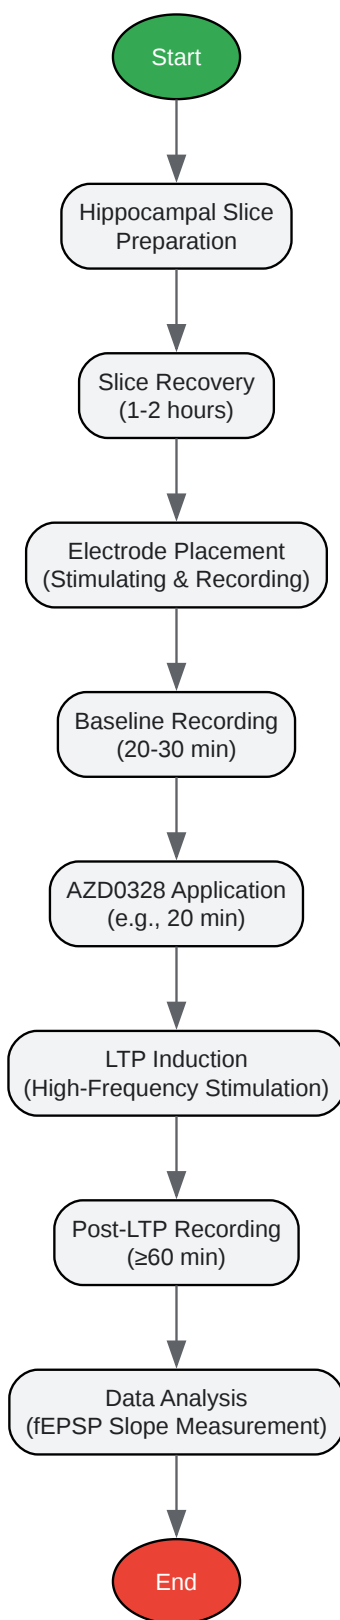 Start
Hippocampal Slice
Preparation
Slice Recovery
(1-2 hours)
Electrode Placement
(Stimulating & Recording)
Baseline Recording
(20-30 min)
AZD0328 Application
(e.g., 20 min)
LTP Induction
(High-Frequency Stimulation)
Post-LTP Recording
(≥60 min)
Data Analysis
(fEPSP Slope Measurement)
End